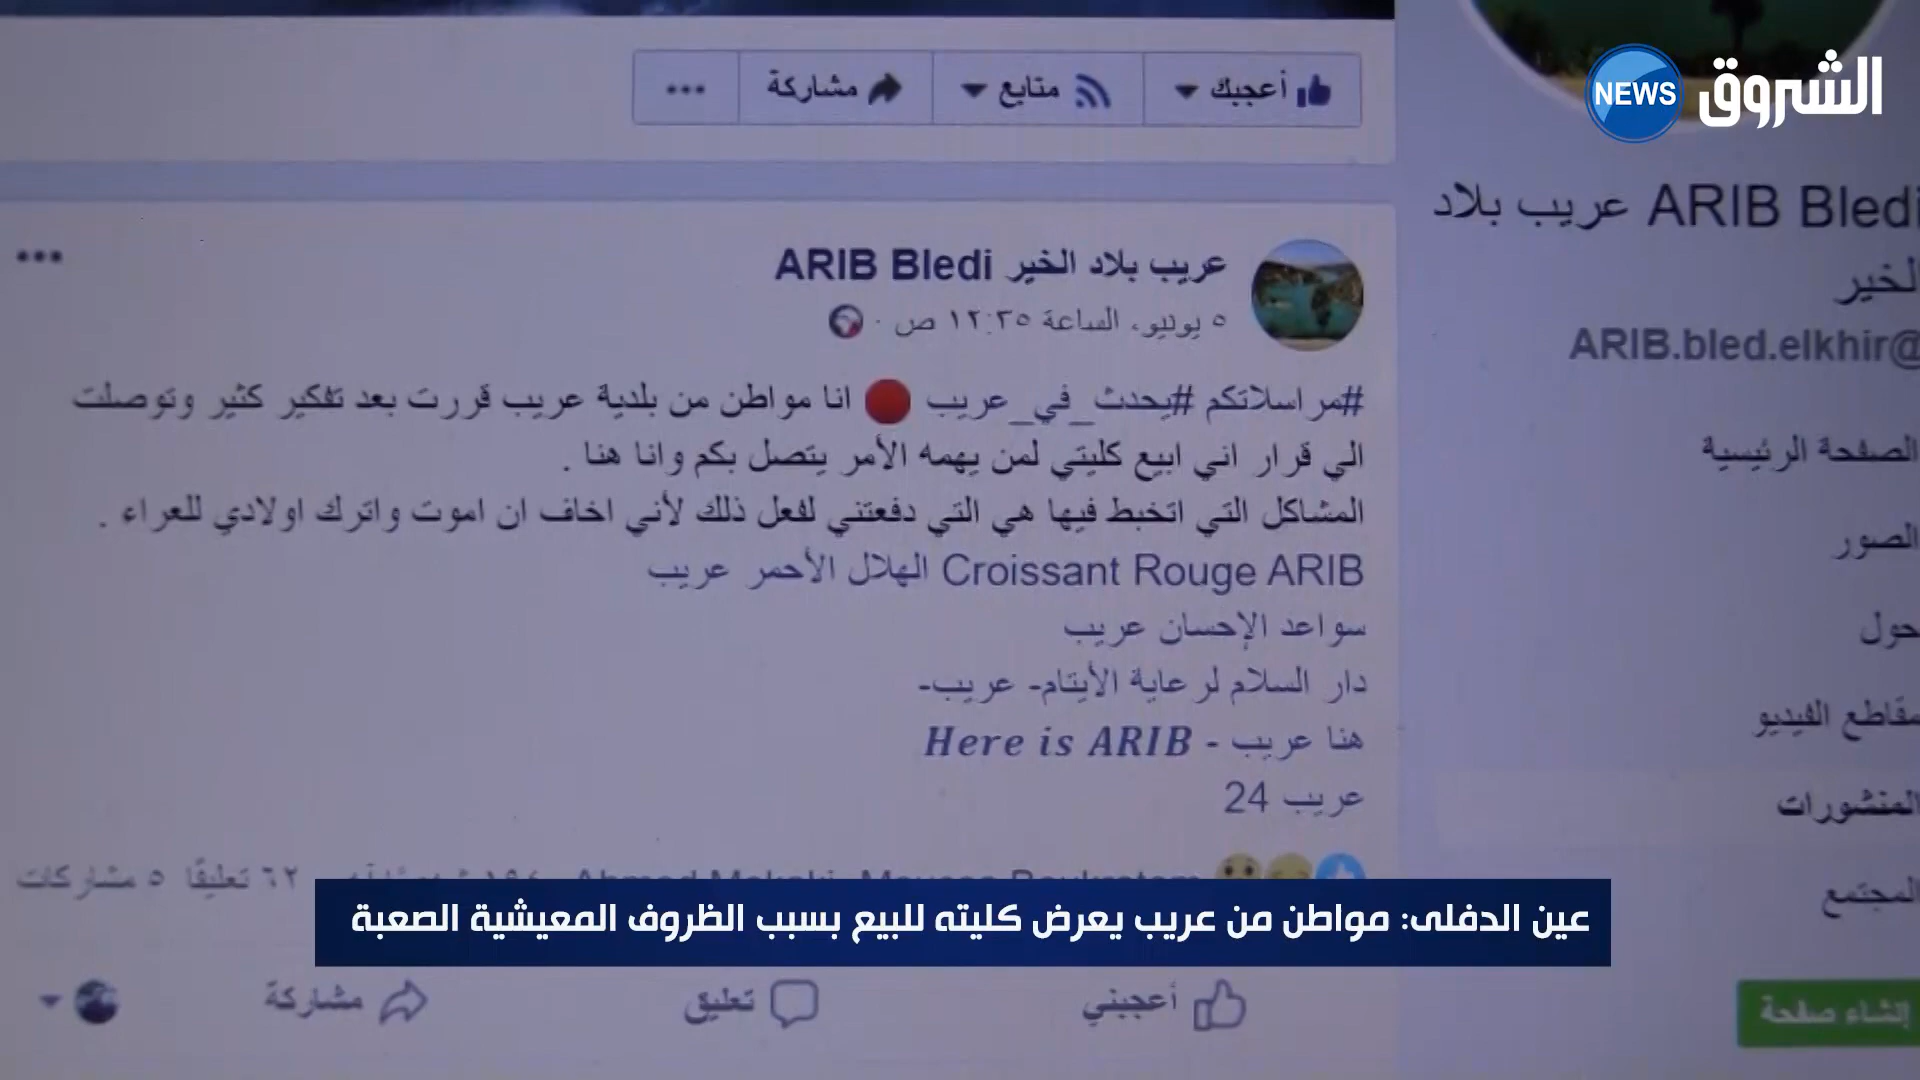 الشروق NEWS
أعجبك
متابع
مشاركة
ARIB Bledi عريب بلاد
الخير
@ARIB.bled.elkhir
الصفحة الرئيسية
الصور
حول
مقاطع الفيديو
المنشورات
المجتمع
إنشاء صفحة
عريب بلاد الخير ARIB Bledi
٥ يونيو، الساعة ١٢:٣٥ ص ·
#مراسلاتكم #يحدث_في_عريب 🔴 انا مواطن من بلدية عريب قررت بعد تفكير كثير وتوصلت
الي قرار اني ابيع كليتي لمن يهمه الأمر يتصل بكم وانا هنا .
المشاكل التي اتخبط فيها هي التي دفعتني لفعل ذلك لأني اخاف ان اموت واترك اولادي للعراء .
Croissant Rouge ARIB الهلال الأحمر عريب
سواعد الإحسان عريب
دار السلام لرعاية الأيتام- عريب-
هنا عريب - Here is ARIB
عريب 24
٦٢ تعليقًا ٥ مشاركات
عين الدفلى: مواطن من عريب يعرض كليته للبيع بسبب الظروف المعيشية الصعبة
أعجبني
تعليق
مشاركة